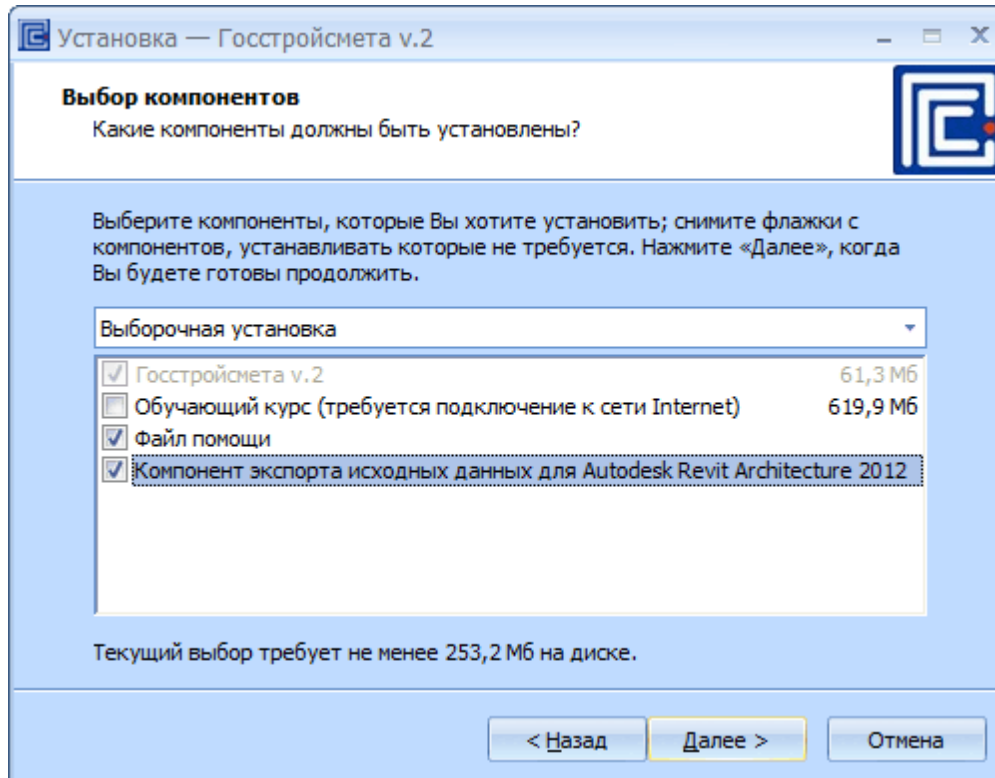 Установка — Госстройсмета v.2
Выбор компонентов
Какие компоненты должны быть установлены?
Выберите компоненты, которые Вы хотите установить; снимите флажки с
компонентов, устанавливать которые не требуется. Нажмите «Далее», когда
Вы будете готовы продолжить.
Выборочная установка
Госстройсмета v.2 61,3 Мб
Обучающий курс (требуется подключение к сети Internet) 619,9 Мб
Файл помощи
Компонент экспорта исходных данных для Autodesk Revit Architecture 2012
Текущий выбор требует не менее 253,2 Мб на диске.
< Назад Далее > Отмена